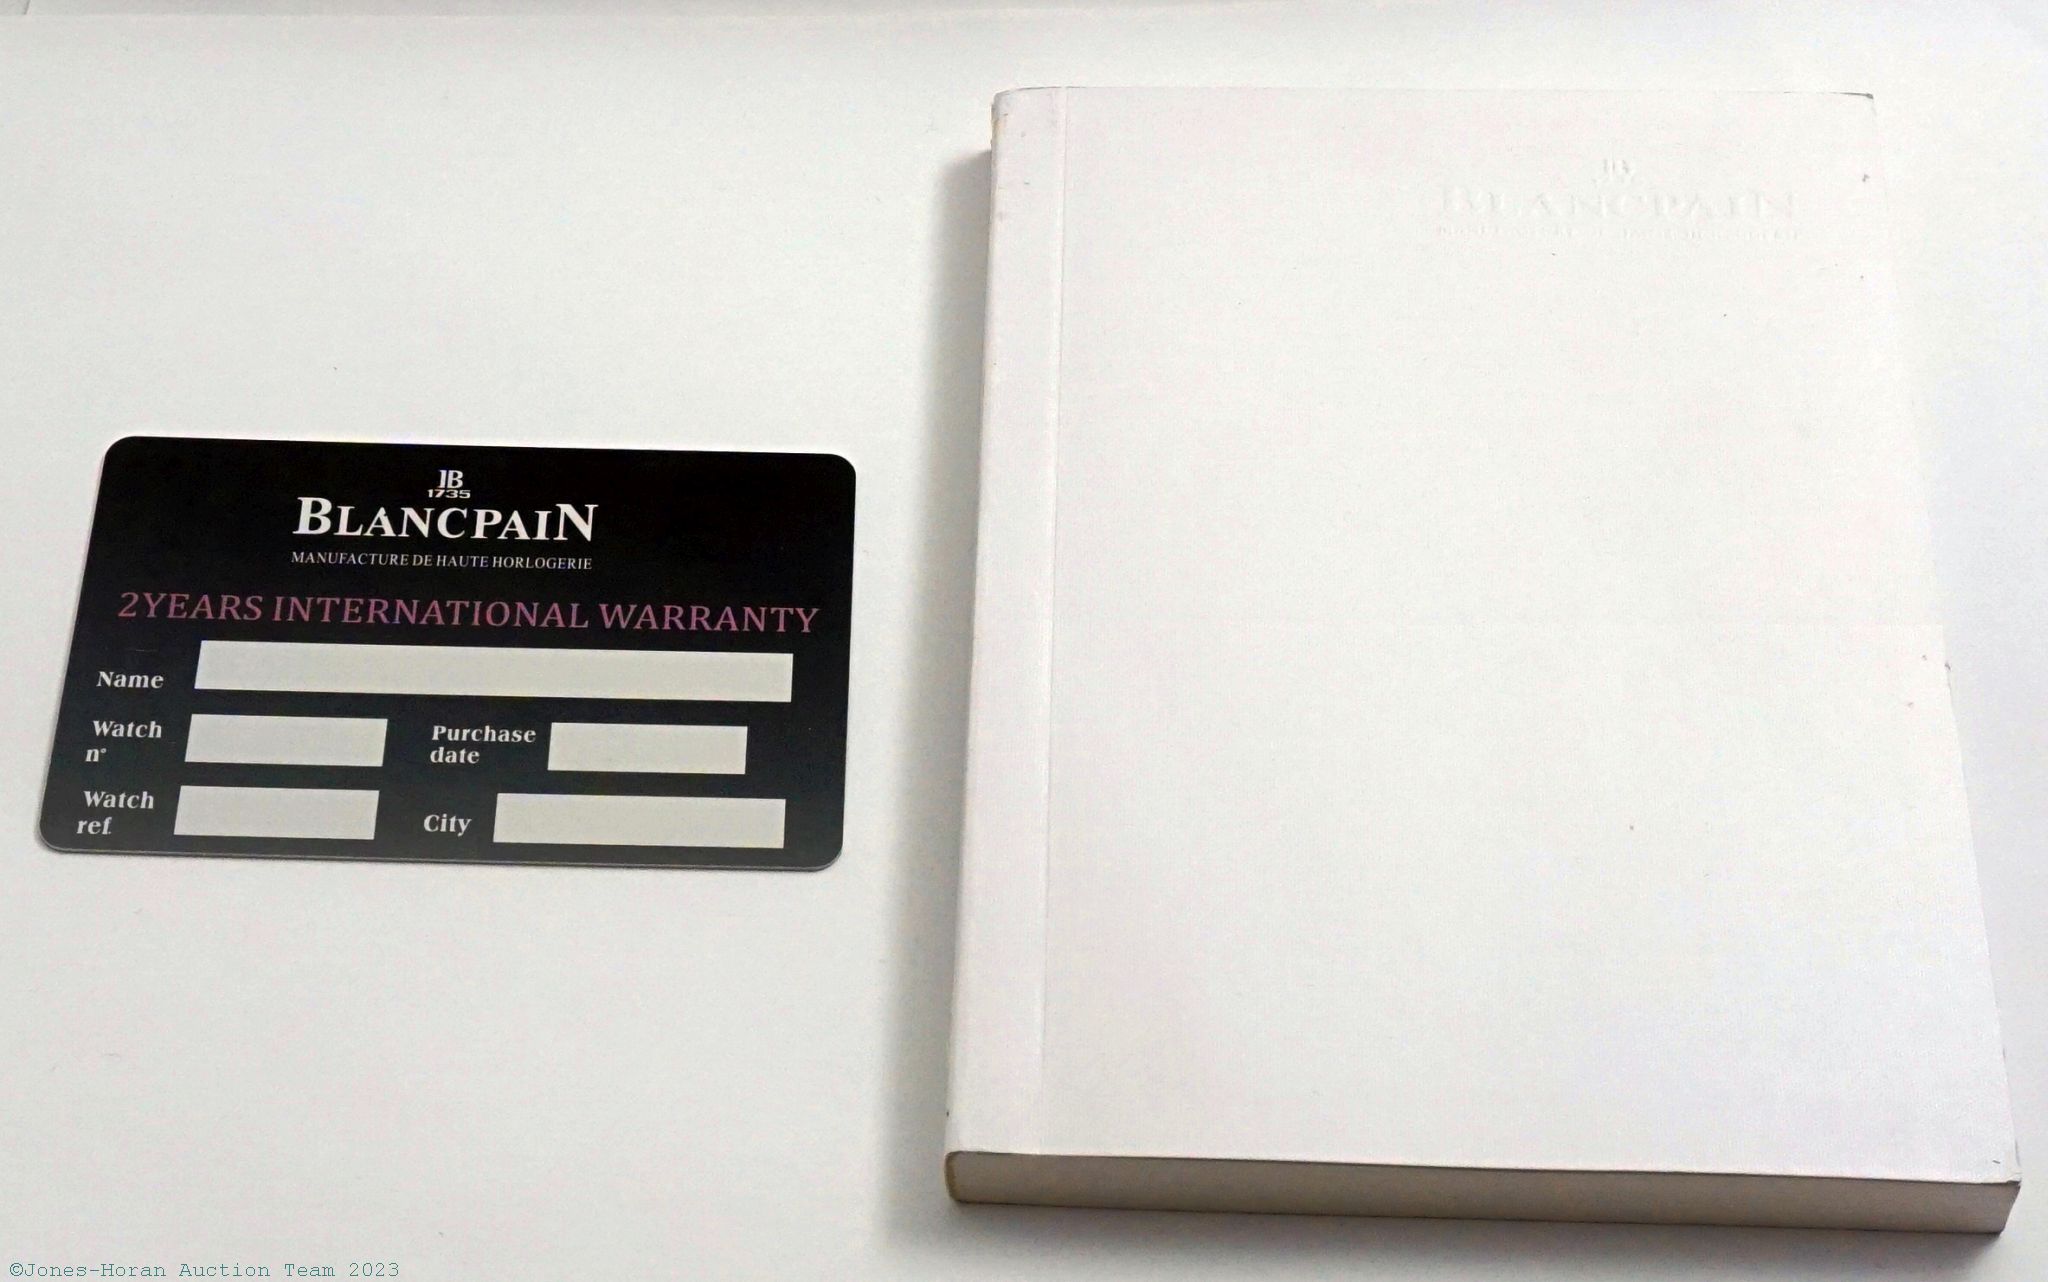 JB
1735
BLANCPAIN
MANUFACTURE DE HAUTE HORLOGERIE
2YEARS INTERNATIONAL WARRANTY
Name
Watch
n°
Purchase
date
Watch
ref.
City
JB
BLANCPAIN
©Jones-Horan Auction Team 2023